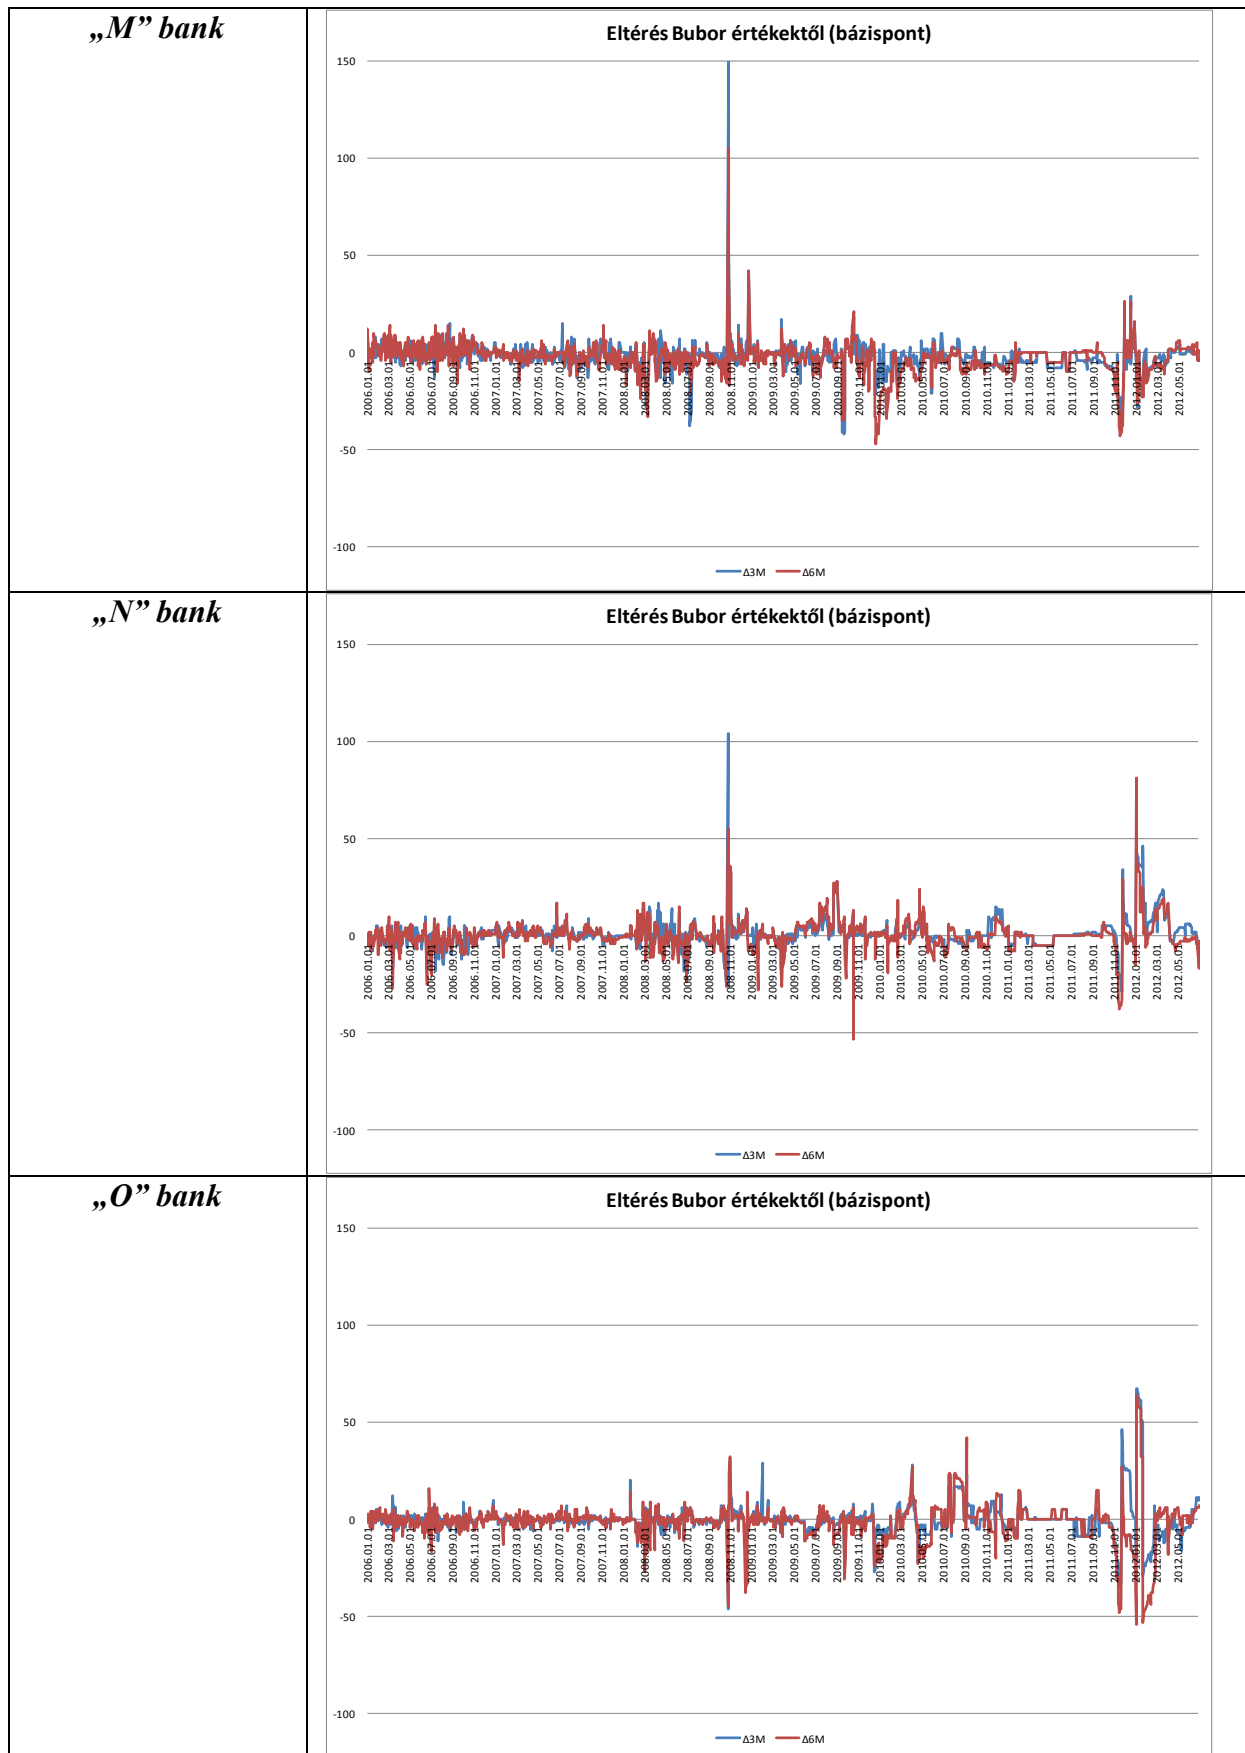 „M” bank
Eltérés Bubor értékektől (bázispont)
150
100
50
0
-50
-100
2006.01.01 2006.03.01 2006.05.01 2006.07.01 2006.09.01 2006.11.01 2007.01.01 2007.03.01 2007.05.01 2007.07.01 2007.09.01 2007.11.01 2008.01.01 2008.03.01 2008.05.01 2008.07.01 2008.09.01 2008.11.01 2009.01.01 2009.03.01 2009.05.01 2009.07.01 2009.09.01 2009.11.01 2010.01.01 2010.03.01 2010.05.01 2010.07.01 2010.09.01 2010.11.01 2011.01.01 2011.03.01 2011.05.01 2011.07.01 2011.09.01 2011.11.01 2012.01.01 2012.03.01 2012.05.01
Δ3M Δ6M
„N” bank
Eltérés Bubor értékektől (bázispont)
150
100
50
0
-50
-100
2006.01.01 2006.03.01 2006.05.01 2006.07.01 2006.09.01 2006.11.01 2007.01.01 2007.03.01 2007.05.01 2007.07.01 2007.09.01 2007.11.01 2008.01.01 2008.03.01 2008.05.01 2008.07.01 2008.09.01 2008.11.01 2009.01.01 2009.03.01 2009.05.01 2009.07.01 2009.09.01 2009.11.01 2010.01.01 2010.03.01 2010.05.01 2010.07.01 2010.09.01 2010.11.01 2011.01.01 2011.03.01 2011.05.01 2011.07.01 2011.09.01 2011.11.01 2012.01.01 2012.03.01 2012.05.01
Δ3M Δ6M
„O” bank
Eltérés Bubor értékektől (bázispont)
150
100
50
0
-50
-100
2006.01.01 2006.03.01 2006.05.01 2006.07.01 2006.09.01 2006.11.01 2007.01.01 2007.03.01 2007.05.01 2007.07.01 2007.09.01 2007.11.01 2008.01.01 2008.03.01 2008.05.01 2008.07.01 2008.09.01 2008.11.01 2009.01.01 2009.03.01 2009.05.01 2009.07.01 2009.09.01 2009.11.01 2010.01.01 2010.03.01 2010.05.01 2010.07.01 2010.09.01 2010.11.01 2011.01.01 2011.03.01 2011.05.01 2011.07.01 2011.09.01 2011.11.01 2012.01.01 2012.03.01 2012.05.01
Δ3M Δ6M